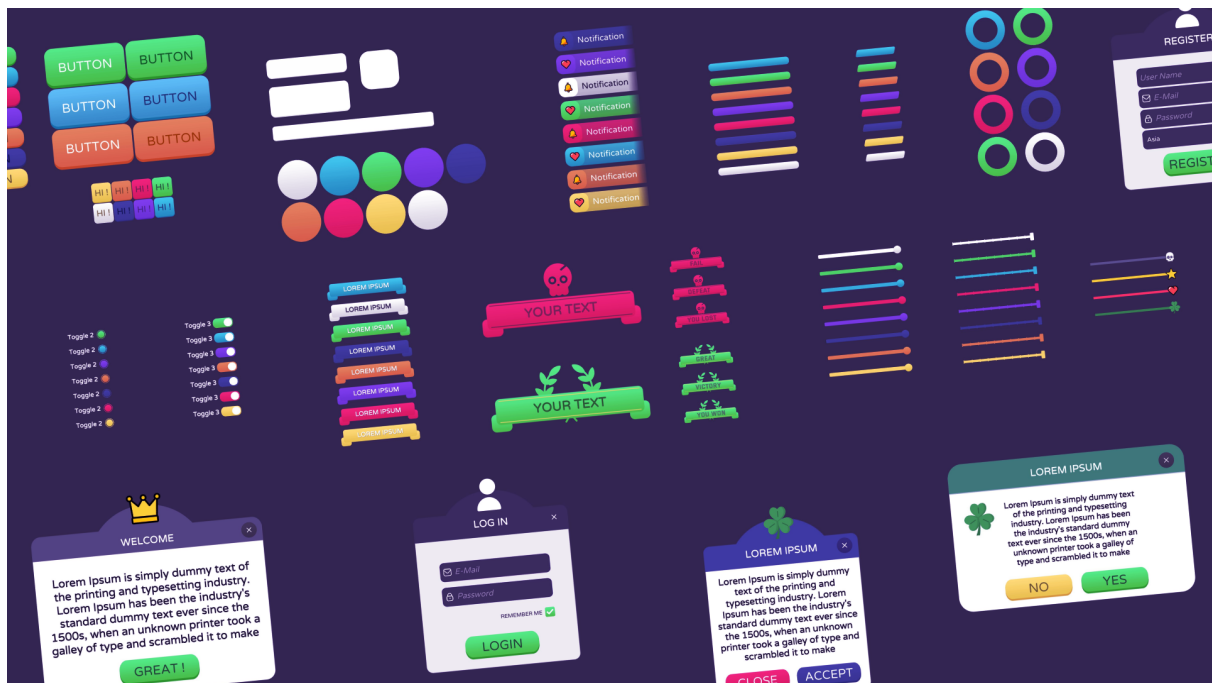 BUTTON BUTTON
BUTTON BUTTON
BUTTON BUTTON
HI ! HI ! HI ! HI !
HI ! HI ! HI ! HI !
Notification
Notification
Notification
Notification
Notification
Notification
Notification
Notification
Notification
REGISTER
User Name
E-Mail
Password
Asia
REGIST
Toggle 2
Toggle 2
Toggle 2
Toggle 2
Toggle 2
Toggle 2
Toggle 2
Toggle 3
Toggle 3
Toggle 3
Toggle 3
Toggle 3
Toggle 3
Toggle 3
LOREM IPSUM
LOREM IPSUM
LOREM IPSUM
LOREM IPSUM
LOREM IPSUM
LOREM IPSUM
LOREM IPSUM
LOREM IPSUM
YOUR TEXT
YOUR TEXT
FAIL
DEFEAT
YOU LOST
GREAT
VICTORY
YOU WON
WELCOME
Lorem Ipsum is simply dummy text of
the printing and typesetting industry.
Lorem Ipsum has been the industry's
standard dummy text ever since the
1500s, when an unknown printer took a
galley of type and scrambled it to make
GREAT !
LOG IN
E-Mail
Password
REMEMBER ME
LOGIN
LOREM IPSUM
Lorem Ipsum is simply dummy
text of the printing and
typesetting industry. Lorem
Ipsum has been the industry's
standard dummy text ever since
the 1500s, when an unknown
printer took a galley of type and
scrambled it to make
CLOSE ACCEPT
LOREM IPSUM
Lorem Ipsum is simply dummy text
of the printing and typesetting
industry. Lorem Ipsum has been
the industry's standard dummy
text ever since the 1500s, when an
unknown printer took a galley of
type and scrambled it to make
NO YES